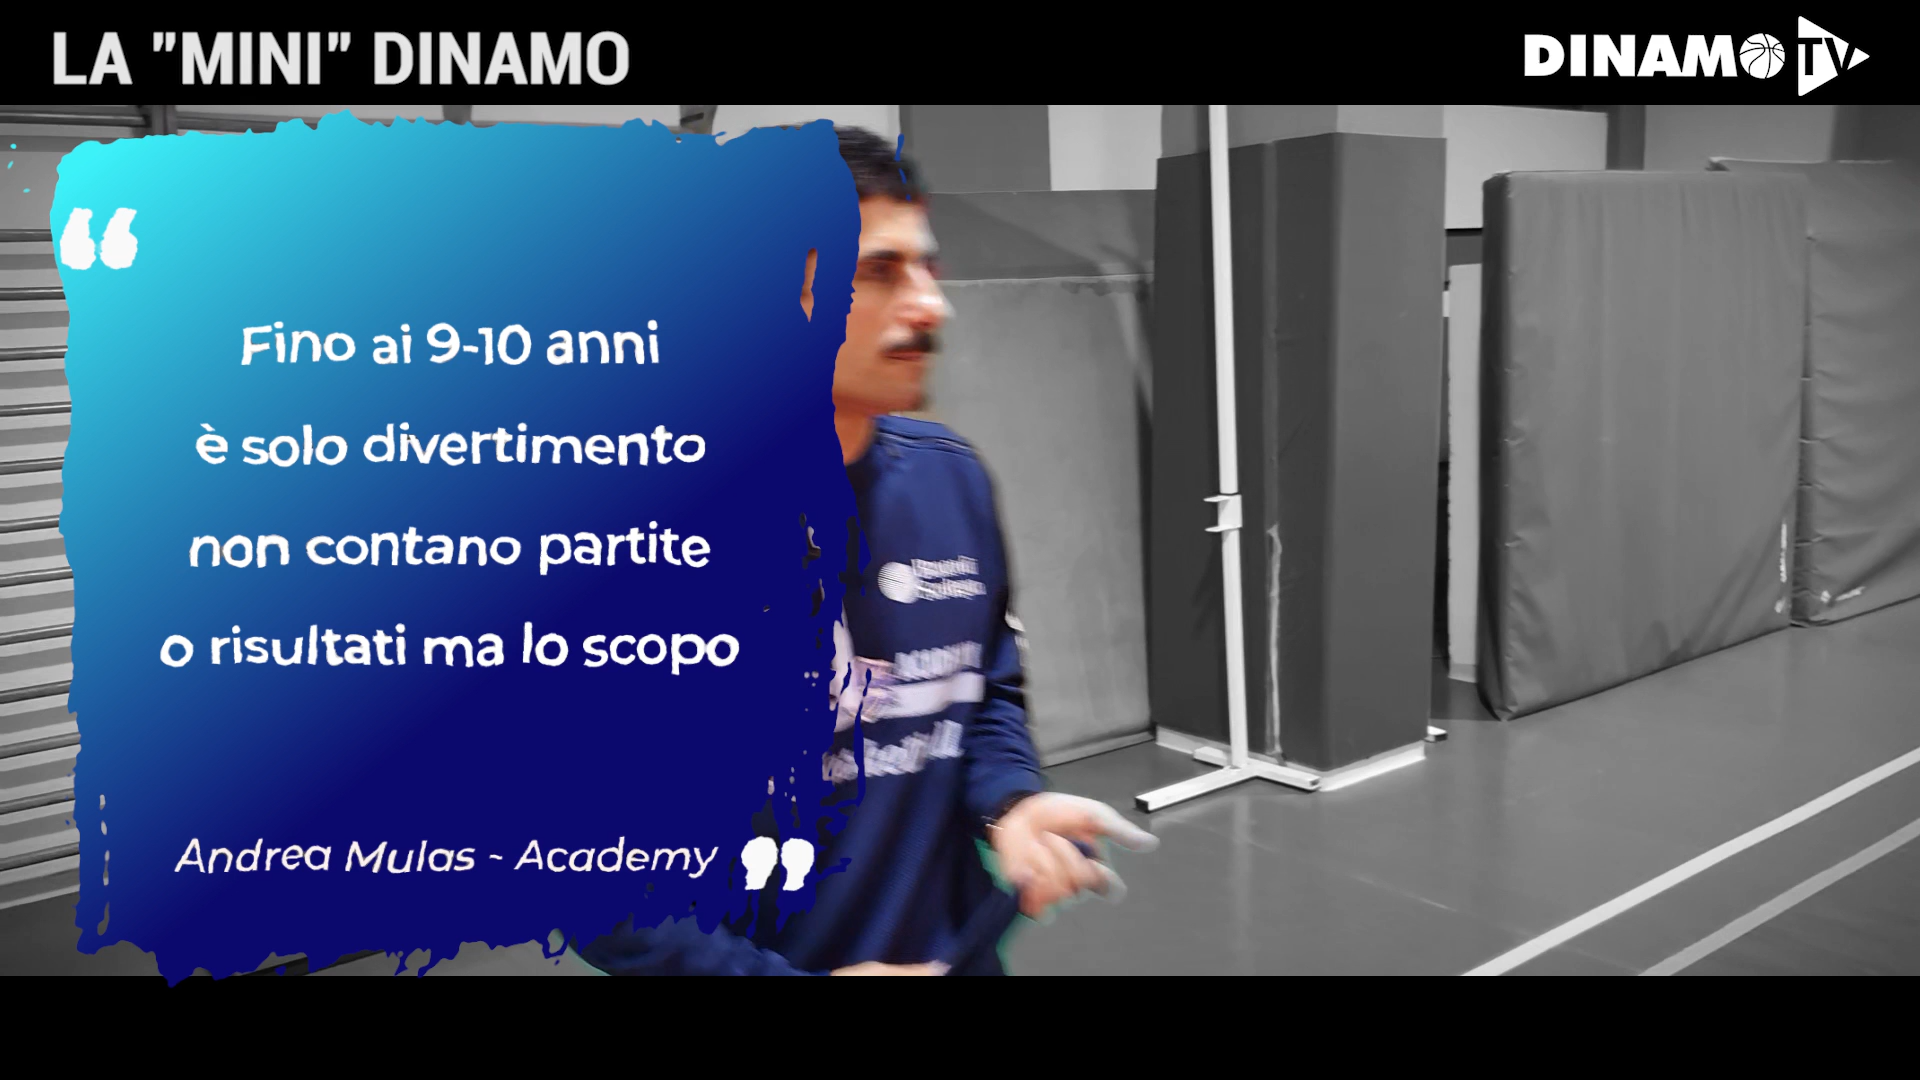 LA "MINI" DINAMO
DINAMO TV
“
Fino ai 9-10 anni
è solo divertimento
non contano partite
o risultati ma lo scopo
Andrea Mulas - Academy ”